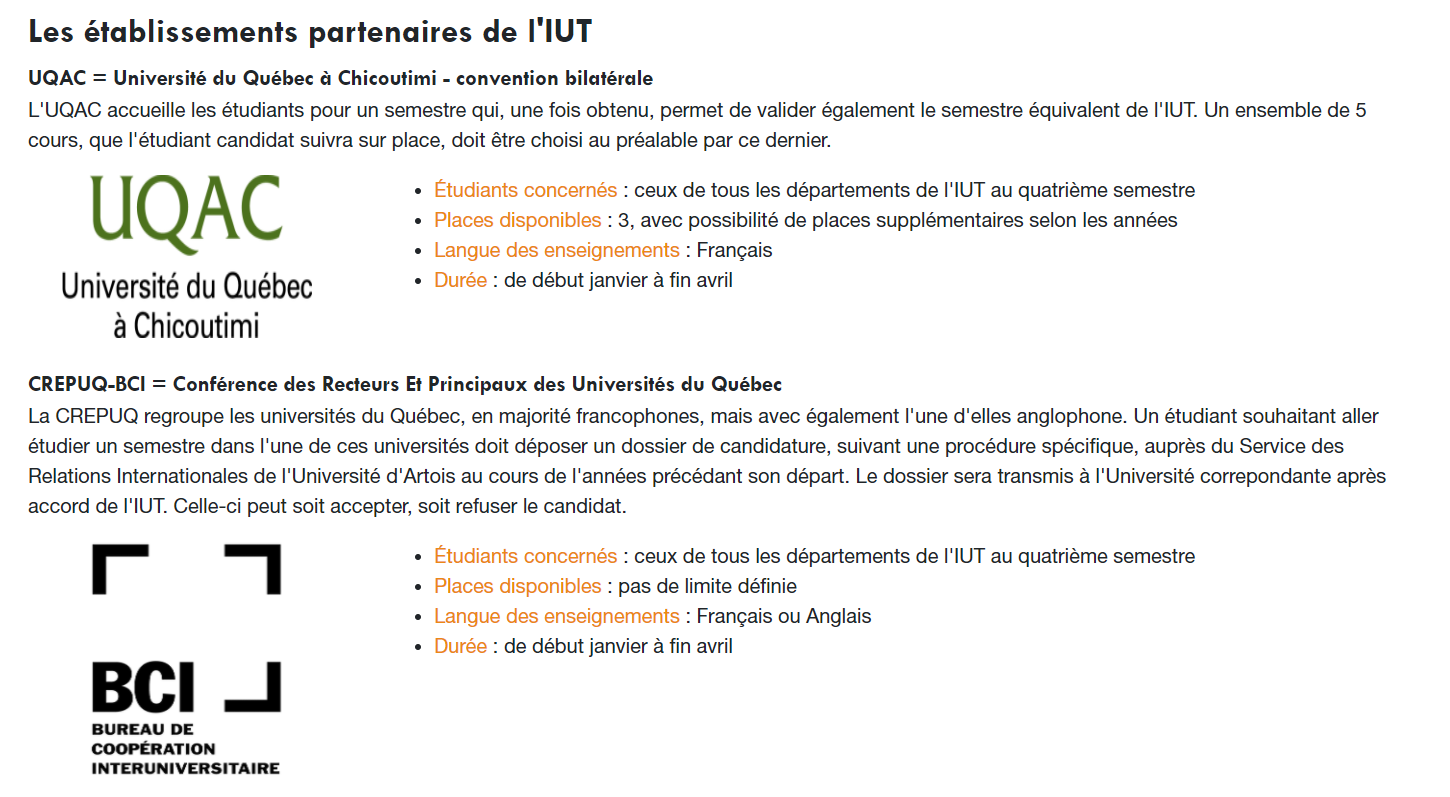 Les établissements partenaires de l'IUT
UQAC = Université du Québec à Chicoutimi - convention bilatérale
L'UQAC accueille les étudiants pour un semestre qui, une fois obtenu, permet de valider également le semestre équivalent de l'IUT. Un ensemble de 5
cours, que l'étudiant candidat suivra sur place, doit être choisi au préalable par ce dernier.
UQAC
Université du Québec
à Chicoutimi
• Étudiants concernés : ceux de tous les départements de l'IUT au quatrième semestre
• Places disponibles : 3, avec possibilité de places supplémentaires selon les années
• Langue des enseignements : Français
• Durée : de début janvier à fin avril
CREPUQ-BCI = Conférence des Recteurs Et Principaux des Universités du Québec
La CREPUQ regroupe les universités du Québec, en majorité francophones, mais avec également l'une d'elles anglophone. Un étudiant souhaitant aller
étudier un semestre dans l'une de ces universités doit déposer un dossier de candidature, suivant une procédure spécifique, auprès du Service des
Relations Internationales de l'Université d'Artois au cours de l'années précédant son départ. Le dossier sera transmis à l'Université correpondante après
accord de l'IUT. Celle-ci peut soit accepter, soit refuser le candidat.
BCI
BUREAU DE
COOPÉRATION
INTERUNIVERSITAIRE
• Étudiants concernés : ceux de tous les départements de l'IUT au quatrième semestre
• Places disponibles : pas de limite définie
• Langue des enseignements : Français ou Anglais
• Durée : de début janvier à fin avril